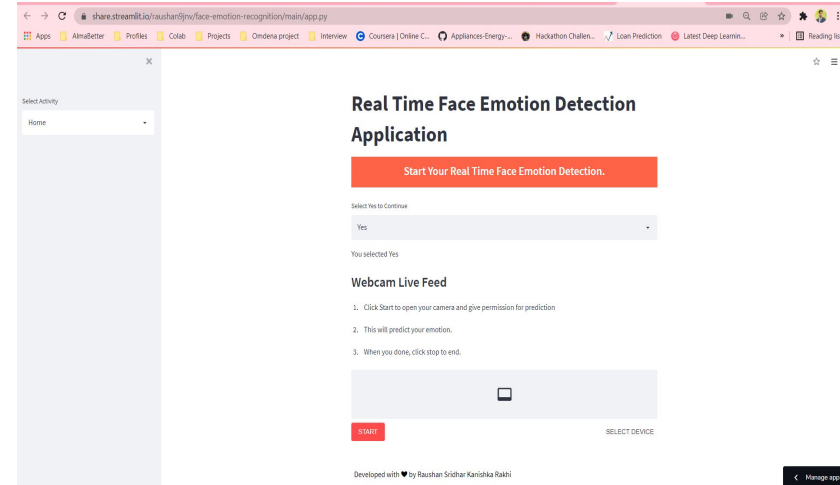 share.streamlit.io/raushan9jnv/face-emotion-recognition/main/app.py
Apps AlmaBetter Profiles Colab Projects Omdena project Interview Coursera | Online C... Appliances-Energy-... Hackathon Challen... Loan Prediction Latest Deep Learnin... » Reading lis
X
Select Activity
Home
Real Time Face Emotion Detection
Application
Start Your Real Time Face Emotion Detection.
Select Yes to Continue
Yes
You selected Yes
Webcam Live Feed
1. Click Start to open your camera and give permission for prediction
2. This will predict your emotion.
3. When you done, click stop to end.
START SELECT DEVICE
Developed with ♥ by Raushan Sridhar Kanishka Rakhi
< Manage app